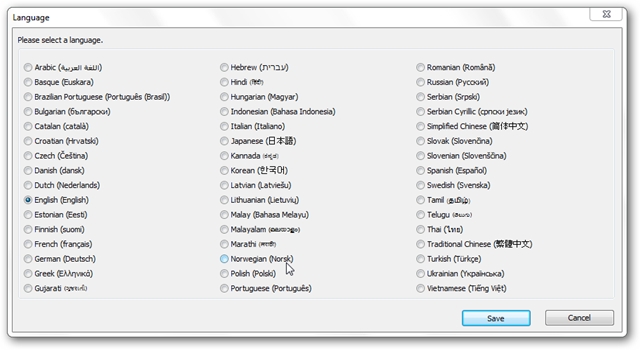 Language
Please select a language.
Arabic (اللغة العربية)
Basque (Euskara)
Brazilian Portuguese (Português (Brasil))
Bulgarian (български)
Catalan (català)
Croatian (Hrvatski)
Czech (Čeština)
Danish (dansk)
Dutch (Nederlands)
English (English)
Estonian (Eesti)
Finnish (suomi)
French (français)
German (Deutsch)
Greek (Ελληνικά)
Gujarati (ગુજરાતી)
Hebrew (עברית)
Hindi (हिंदी)
Hungarian (Magyar)
Indonesian (Bahasa Indonesia)
Italian (Italiano)
Japanese (日本語)
Kannada (ಕನ್ನಡ)
Korean (한국어)
Latvian (Latviešu)
Lithuanian (Lietuvių)
Malay (Bahasa Melayu)
Malayalam (മലയാളം)
Marathi (मराठी)
Norwegian (Norsk)
Polish (Polski)
Portuguese (Português)
Romanian (Română)
Russian (Русский)
Serbian (Srpski)
Serbian Cyrillic (српски језик)
Simplified Chinese (简体中文)
Slovak (Slovenčina)
Slovenian (Slovenščina)
Spanish (Español)
Swedish (Svenska)
Tamil (தமிழ்)
Telugu (తెలుగు)
Thai (ไทย)
Traditional Chinese (繁體中文)
Turkish (Türkçe)
Ukrainian (Українська)
Vietnamese (Tiếng Việt)
Save
Cancel